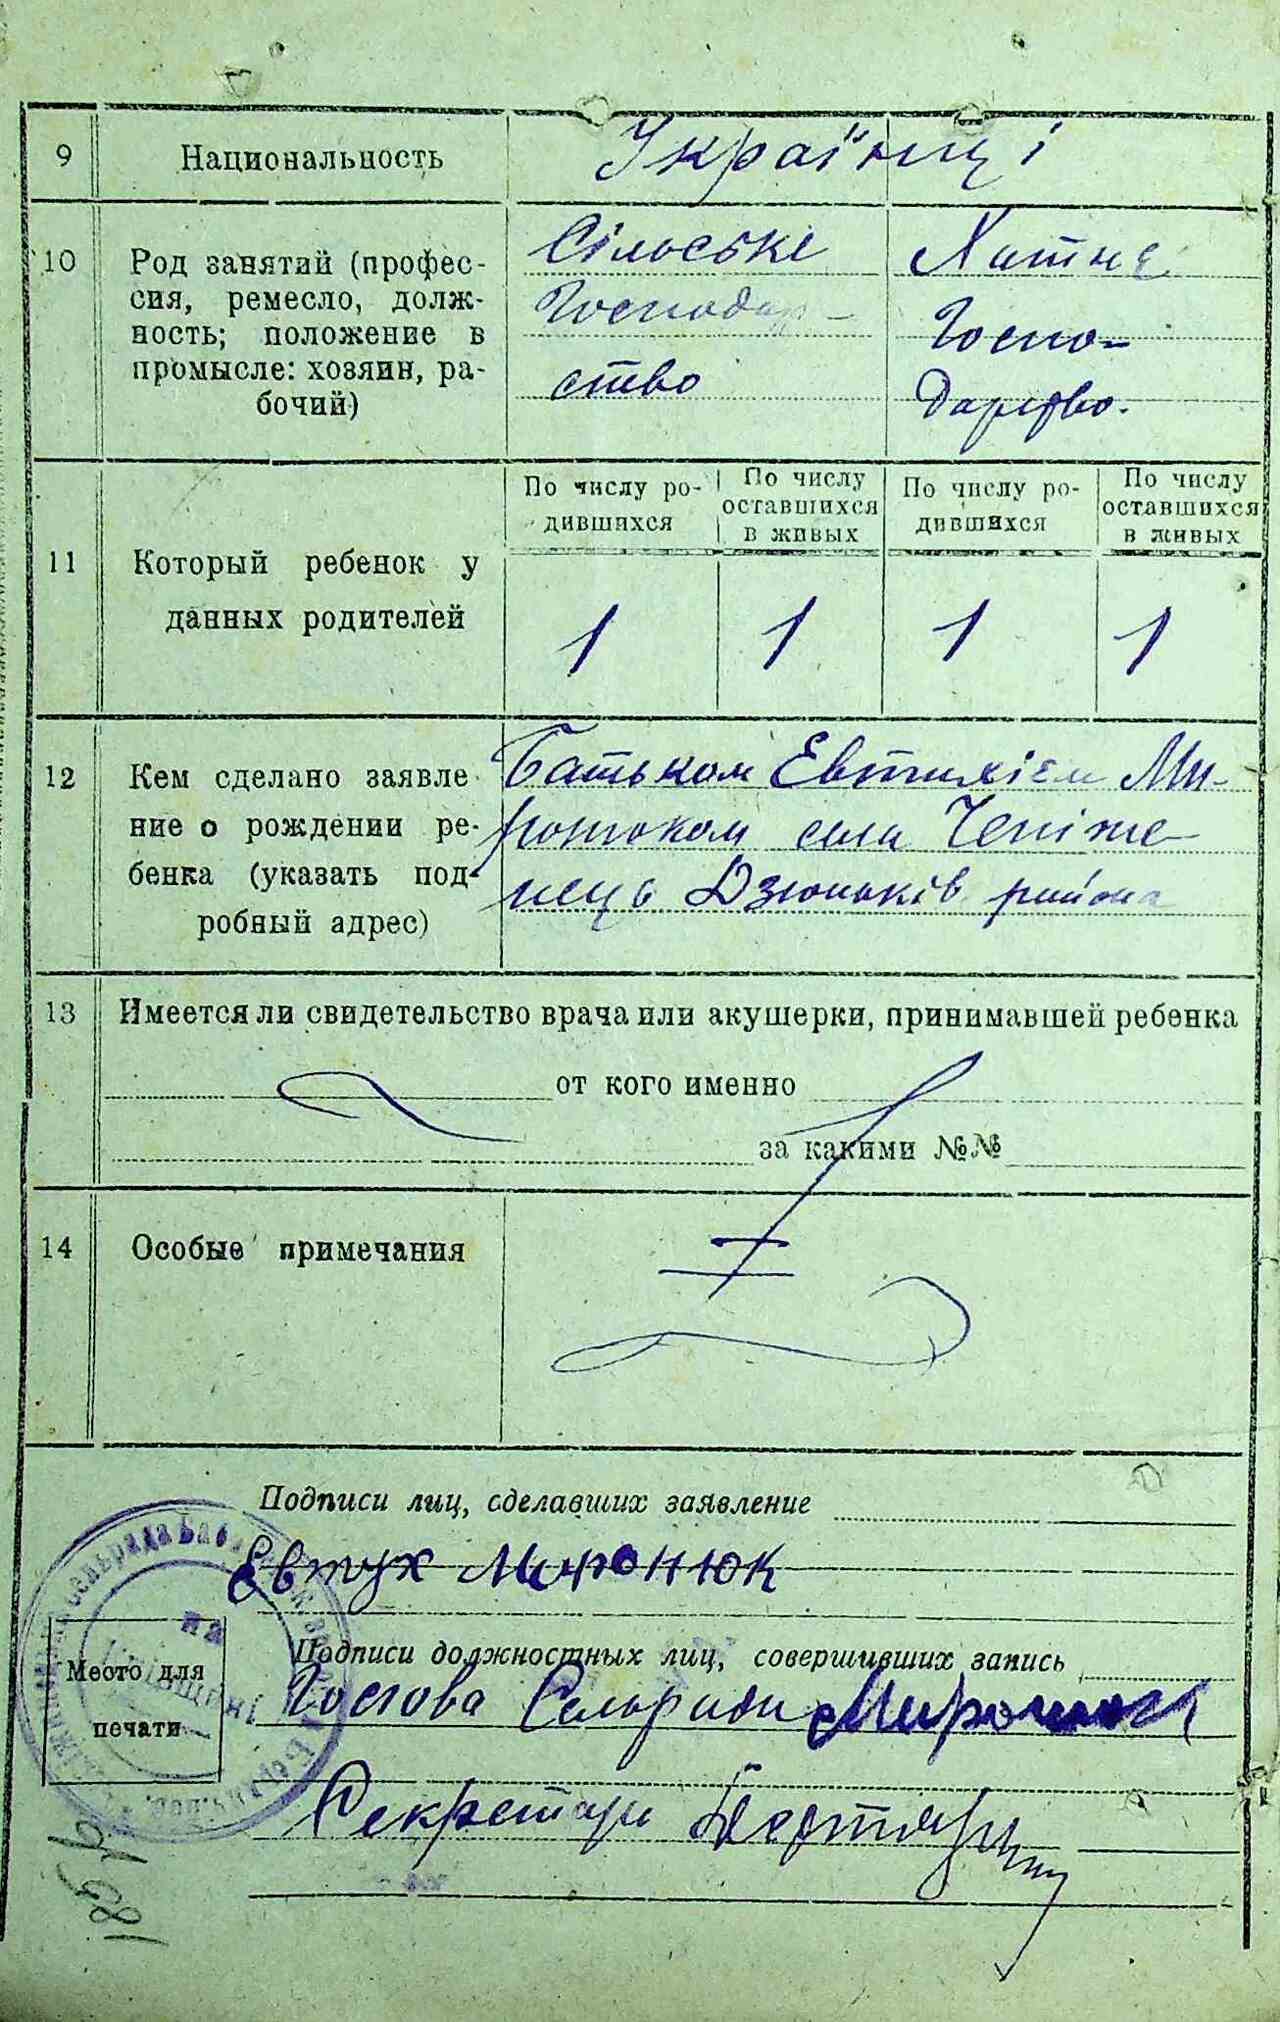 9 Национальность Українці
10 Род занятий (профес-
сия, ремесло, долж-
ность; положение в
промысле: хозяин, ра-
бочий)
Сільське
Господар-
ство
Хатнє
Госпо-
дарство.
11 Который ребенок у
данных родителей
По числу ро-
дившихся
По числу
оставшихся
в живых
По числу ро-
дившихся
По числу
оставшихся
в живых
1 1 1 1
12 Кем сделано заявле
ние о рождении ре-
бенка (указать под-
робный адрес)
Батьком Евтихієм Ми-
ронюком села
Дзюньків района
13 Имеется ли свидетельство врача или акушерки, принимавшей ребенка
от кого именно
за какими №№
14 Особые примечания
Подписи лиц, сделавших заявление
Евтух Миронюк
Подписи должностных лиц, совершивших запись
Голова Сельради
Секретарь
Место для
печати